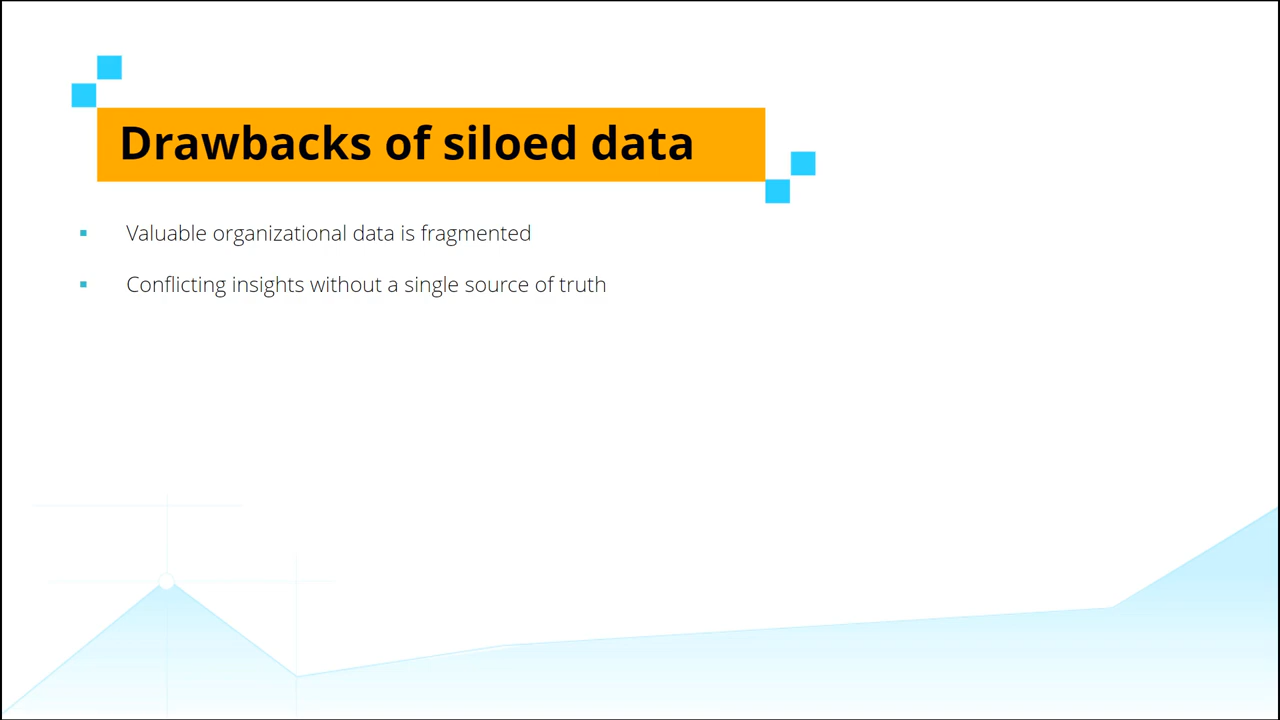 Drawbacks of siloed data
Valuable organizational data is fragmented
Conflicting insights without a single source of truth